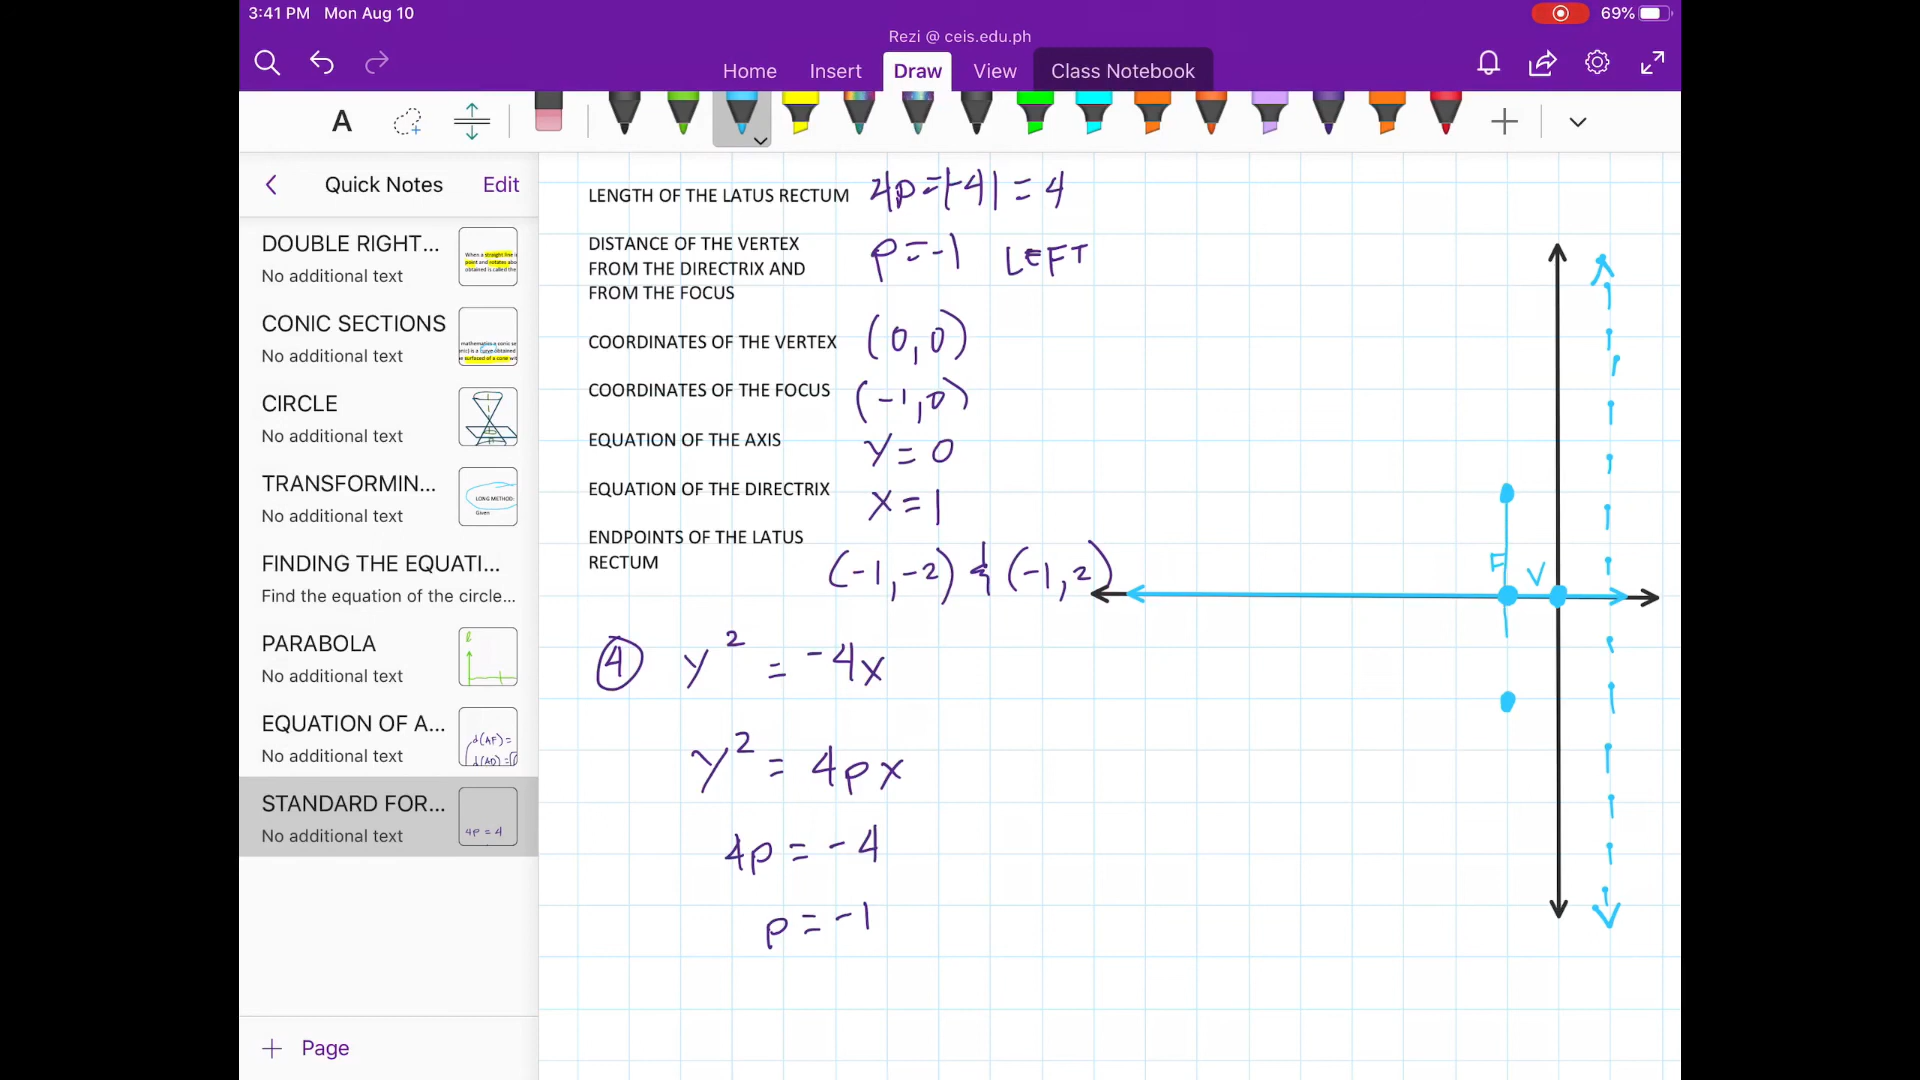 3:41 PM Mon Aug 10
69%
Rezi @ ceis.edu.ph
Home Insert Draw View Class Notebook
A
Quick Notes Edit
DOUBLE RIGHT...
No additional text
CONIC SECTIONS
No additional text
CIRCLE
No additional text
TRANSFORMIN...
No additional text
LONG METHOD:
Given
FINDING THE EQUATI...
Find the equation of the circle...
PARABOLA
No additional text
EQUATION OF A...
No additional text
d(AF)=
STANDARD FOR...
No additional text
4p = 4
+ Page
LENGTH OF THE LATUS RECTUM 4p=|-4| = 4
DISTANCE OF THE VERTEX
FROM THE DIRECTRIX AND
FROM THE FOCUS
p = -1 LEFT
COORDINATES OF THE VERTEX (0,0)
COORDINATES OF THE FOCUS (-1,0)
EQUATION OF THE AXIS y = 0
EQUATION OF THE DIRECTRIX x = 1
ENDPOINTS OF THE LATUS
RECTUM
(-1,-2) & (-1,2)
F V
④ y² = -4x
y² = 4px
4p = -4
p = -1